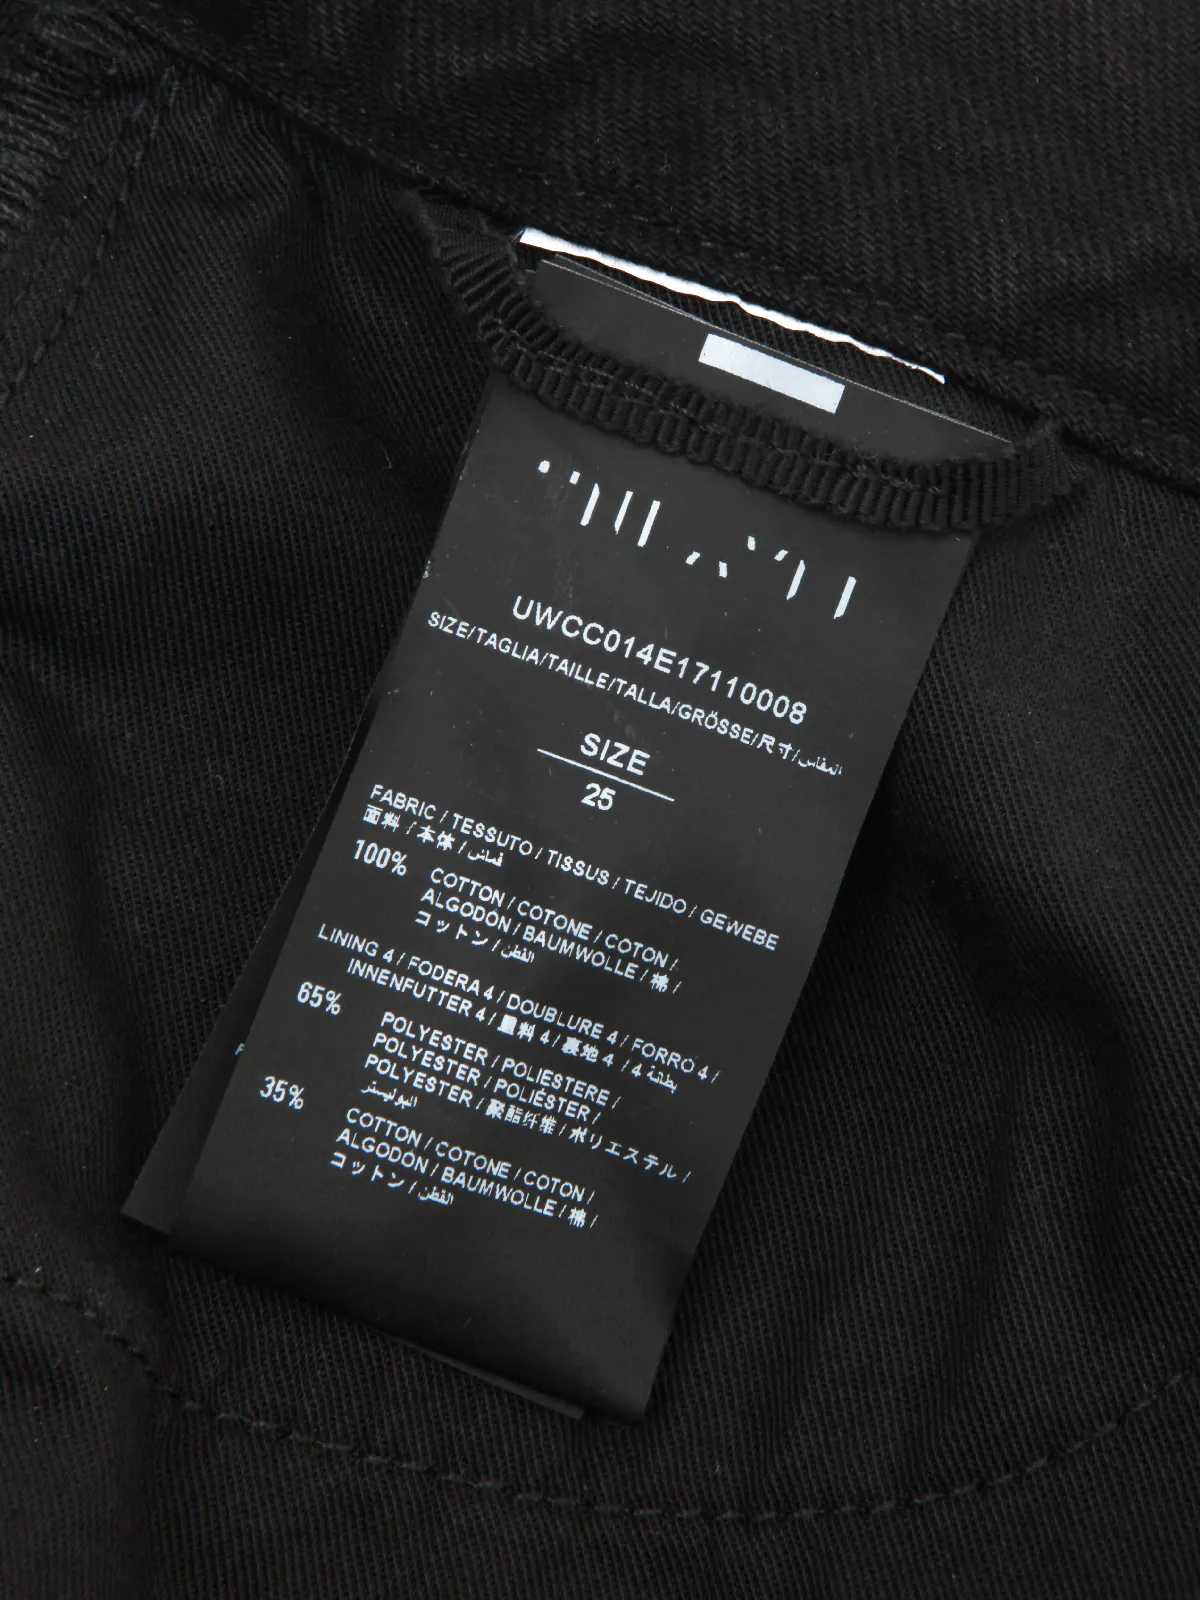 UWCC014E17110008
SIZE/TAGLIA/TAILLE/TALLA/GRÖSSE/尺寸/المقاس
SIZE
25
FABRIC / TESSUTO / TISSUS / TEJIDO / GEWEBE
面料 / 本体 / قماش
100%
COTTON / COTONE / COTON /
ALGODÓN / BAUMWOLLE / 棉 /
コットン / القطن
LINING 4 / FODERA 4 / DOUBLURE 4 / FORRO 4 /
INNENFUTTER 4 / 里料 4 / 裏地 4 / 4 بطانة
65%
POLYESTER / POLIESTERE /
POLYESTER / POLIÉSTER /
POLYESTER / 聚酯纤维 / ポリエステル /
البوليستر
35%
COTTON / COTONE / COTON /
ALGODÓN / BAUMWOLLE / 棉 /
コットン / القطن